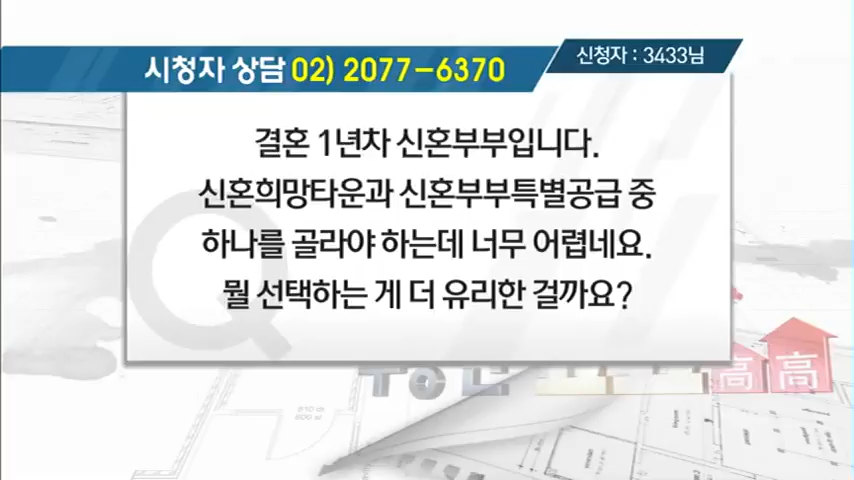 시청자 상담 02) 2077-6370
신청자 : 3433님
결혼 1년차 신혼부부입니다.
신혼희망타운과 신혼부부특별공급 중
하나를 골라야 하는데 너무 어렵네요.
뭘 선택하는 게 더 유리한 걸까요?
高 高